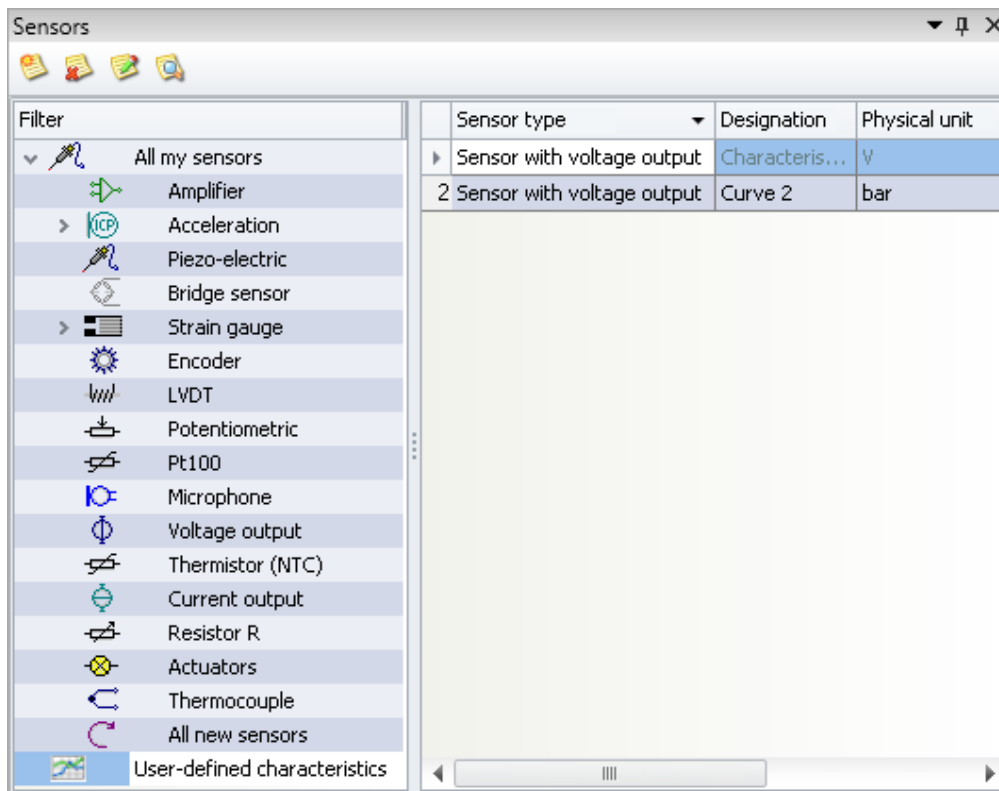 Sensors
Filter
All my sensors
Amplifier
ICP Acceleration
Piezo-electric
Bridge sensor
Strain gauge
Encoder
LVDT
Potentiometric
Pt100
Microphone
Voltage output
Thermistor (NTC)
Current output
Resistor R
Actuators
Thermocouple
All new sensors
User-defined characteristics
Sensor type Designation Physical unit
Sensor with voltage output Characteris... V
2 Sensor with voltage output Curve 2 bar